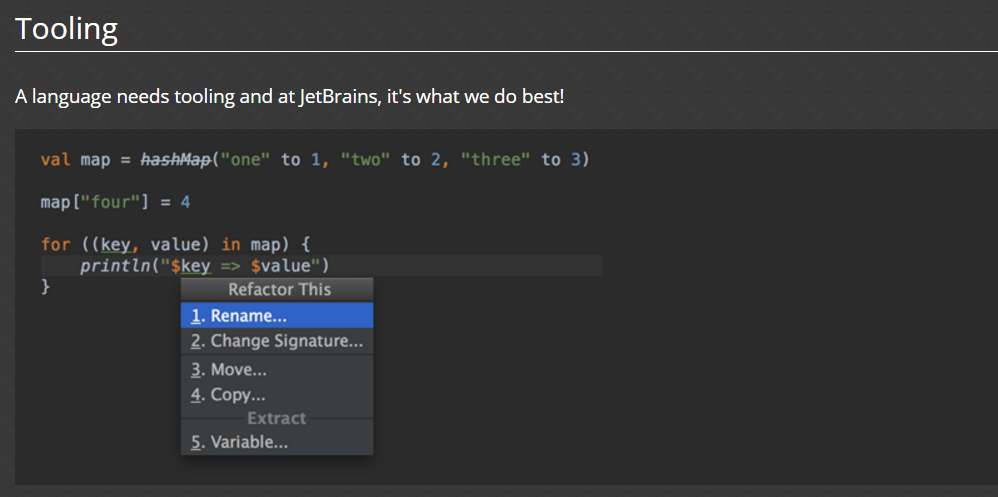 Tooling
A language needs tooling and at JetBrains, it's what we do best!
val map = hashMap("one" to 1, "two" to 2, "three" to 3)
map["four"] = 4
for ((key, value) in map) {
println("$key => $value")
}
Refactor This
1. Rename...
2. Change Signature...
3. Move...
4. Copy...
Extract
5. Variable...